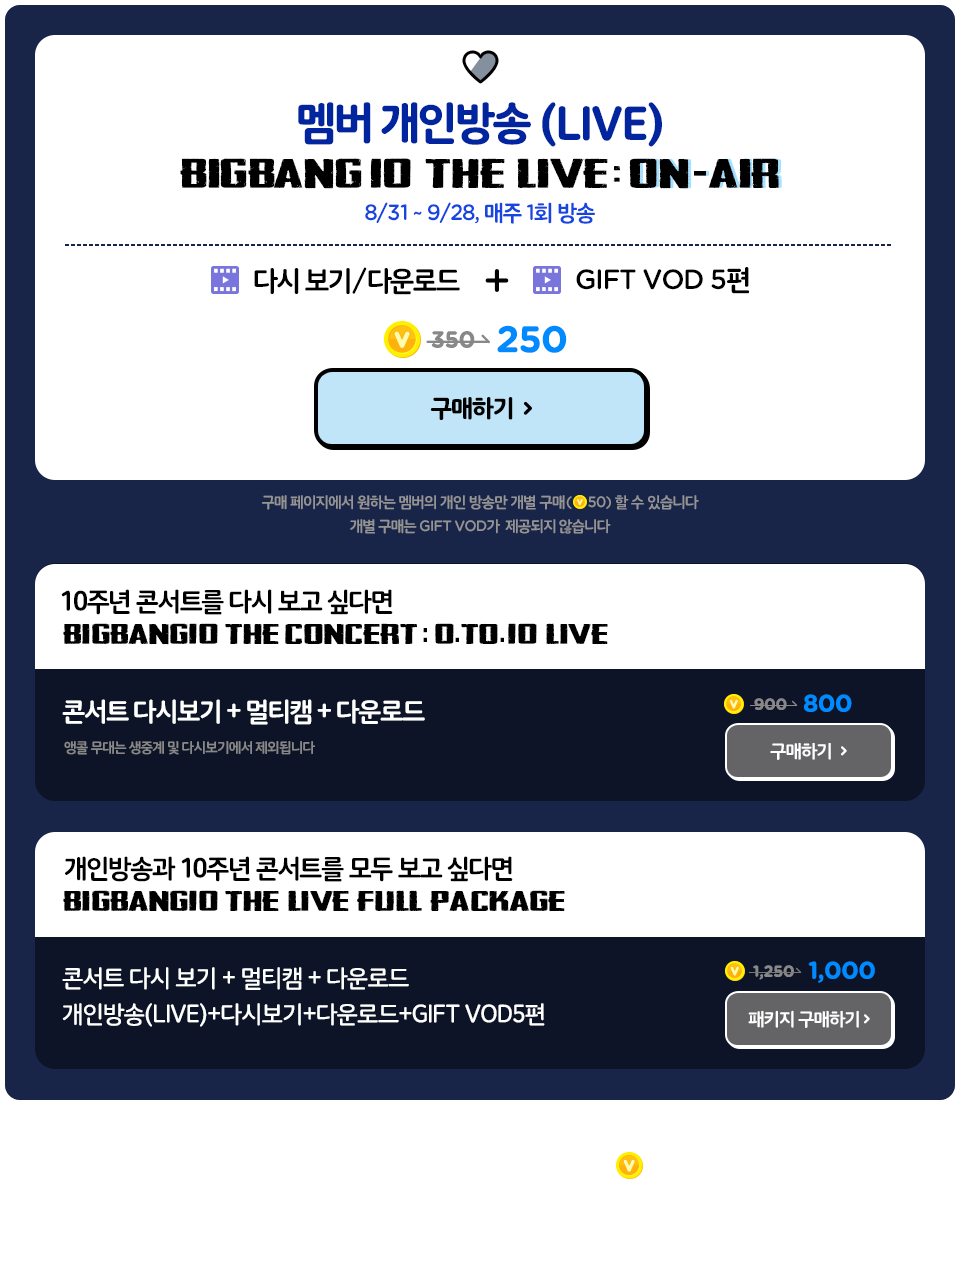 멤버 개인방송 (LIVE)
BIGBANG10 THE LIVE : ON-AIR
8/31 ~ 9/28, 매주 1회 방송
다시 보기/다운로드 + GIFT VOD 5편
V 350 250
구매하기 >
구매 페이지에서 원하는 멤버의 개인 방송만 개별 구매(V50) 할 수 있습니다
개별 구매는 GIFT VOD가 제공되지 않습니다
10주년 콘서트를 다시 보고 싶다면
BIGBANG10 THE CONCERT : 0.TO.10 LIVE
콘서트 다시보기 + 멀티캠 + 다운로드
앵콜 무대는 생중계 및 다시보기에서 제외됩니다
V 900 800
구매하기 >
개인방송과 10주년 콘서트를 모두 보고 싶다면
BIGBANG10 THE LIVE FULL PACKAGE
콘서트 다시 보기 + 멀티캠 + 다운로드
개인방송(LIVE)+다시보기+다운로드+GIFT VOD5편
V 1,250 1,000
패키지 구매하기 >
V